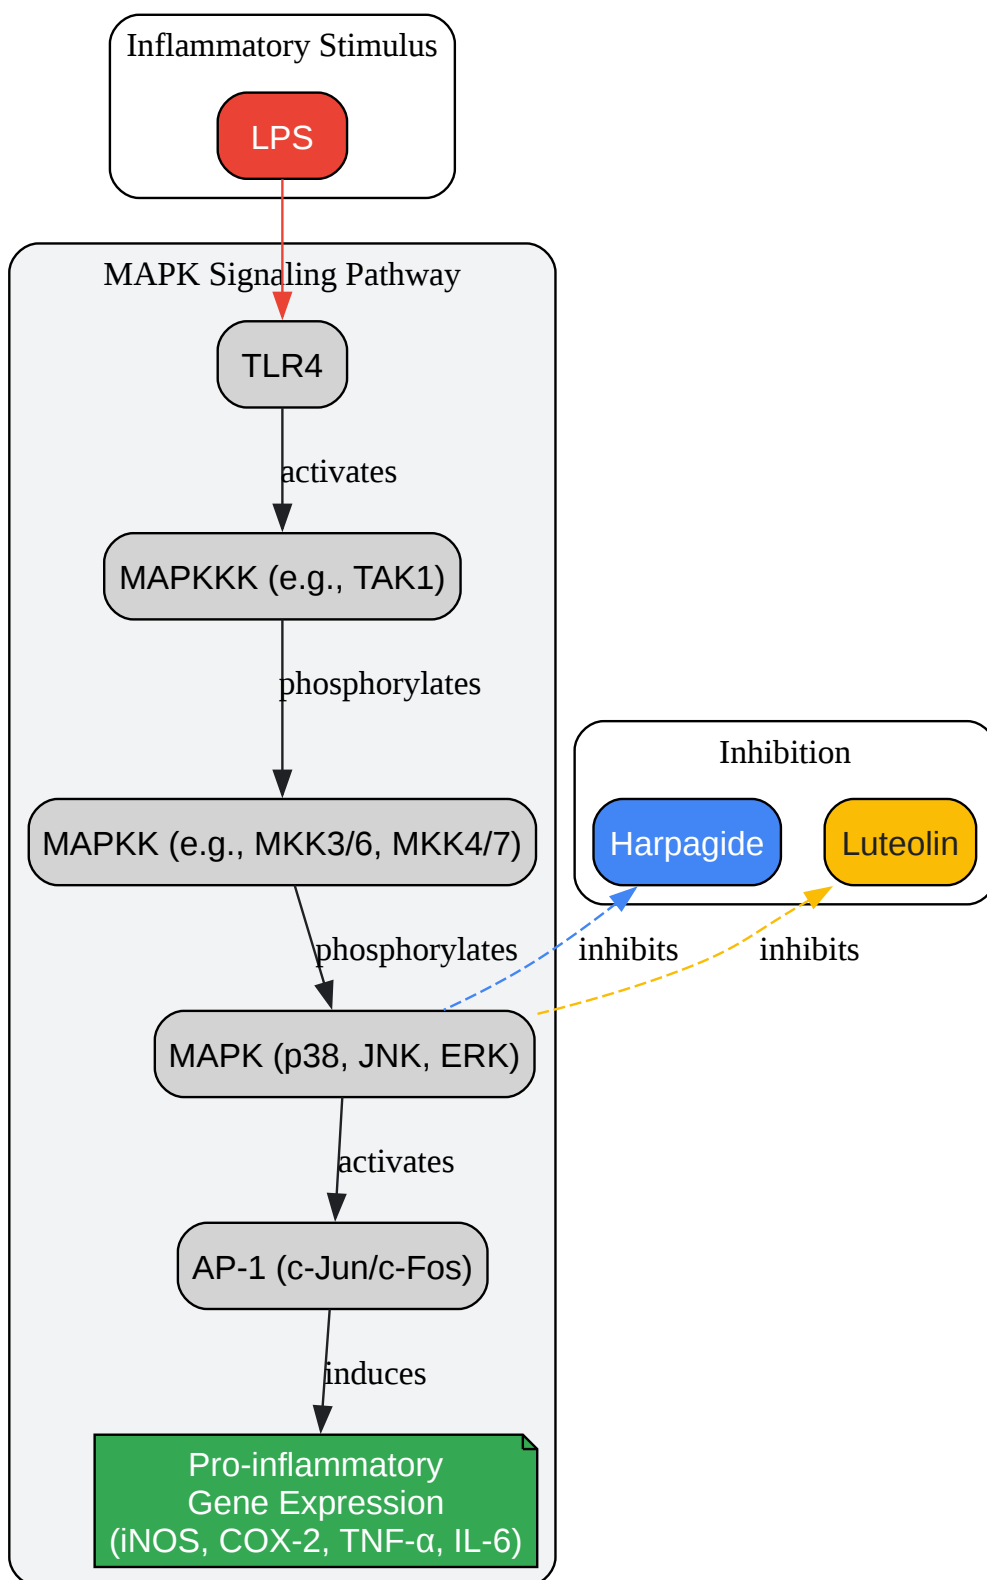 Inflammatory Stimulus
LPS
MAPK Signaling Pathway
TLR4
activates
MAPKKK (e.g., TAK1)
phosphorylates
Inhibition
MAPKK (e.g., MKK3/6, MKK4/7)
Harpagide
Luteolin
phosphorylates
inhibits
inhibits
MAPK (p38, JNK, ERK)
activates
AP-1 (c-Jun/c-Fos)
induces
Pro-inflammatory
Gene Expression
(iNOS, COX-2, TNF-α, IL-6)